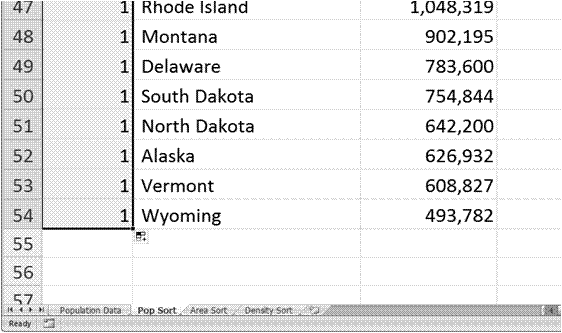 47 1 Rhode Island 1,048,319
48 1 Montana 902,195
49 1 Delaware 783,600
50 1 South Dakota 754,844
51 1 North Dakota 642,200
52 1 Alaska 626,932
53 1 Vermont 608,827
54 1 Wyoming 493,782
55
56
57
Population Data Pop Sort Area Sort Density Sort
Ready